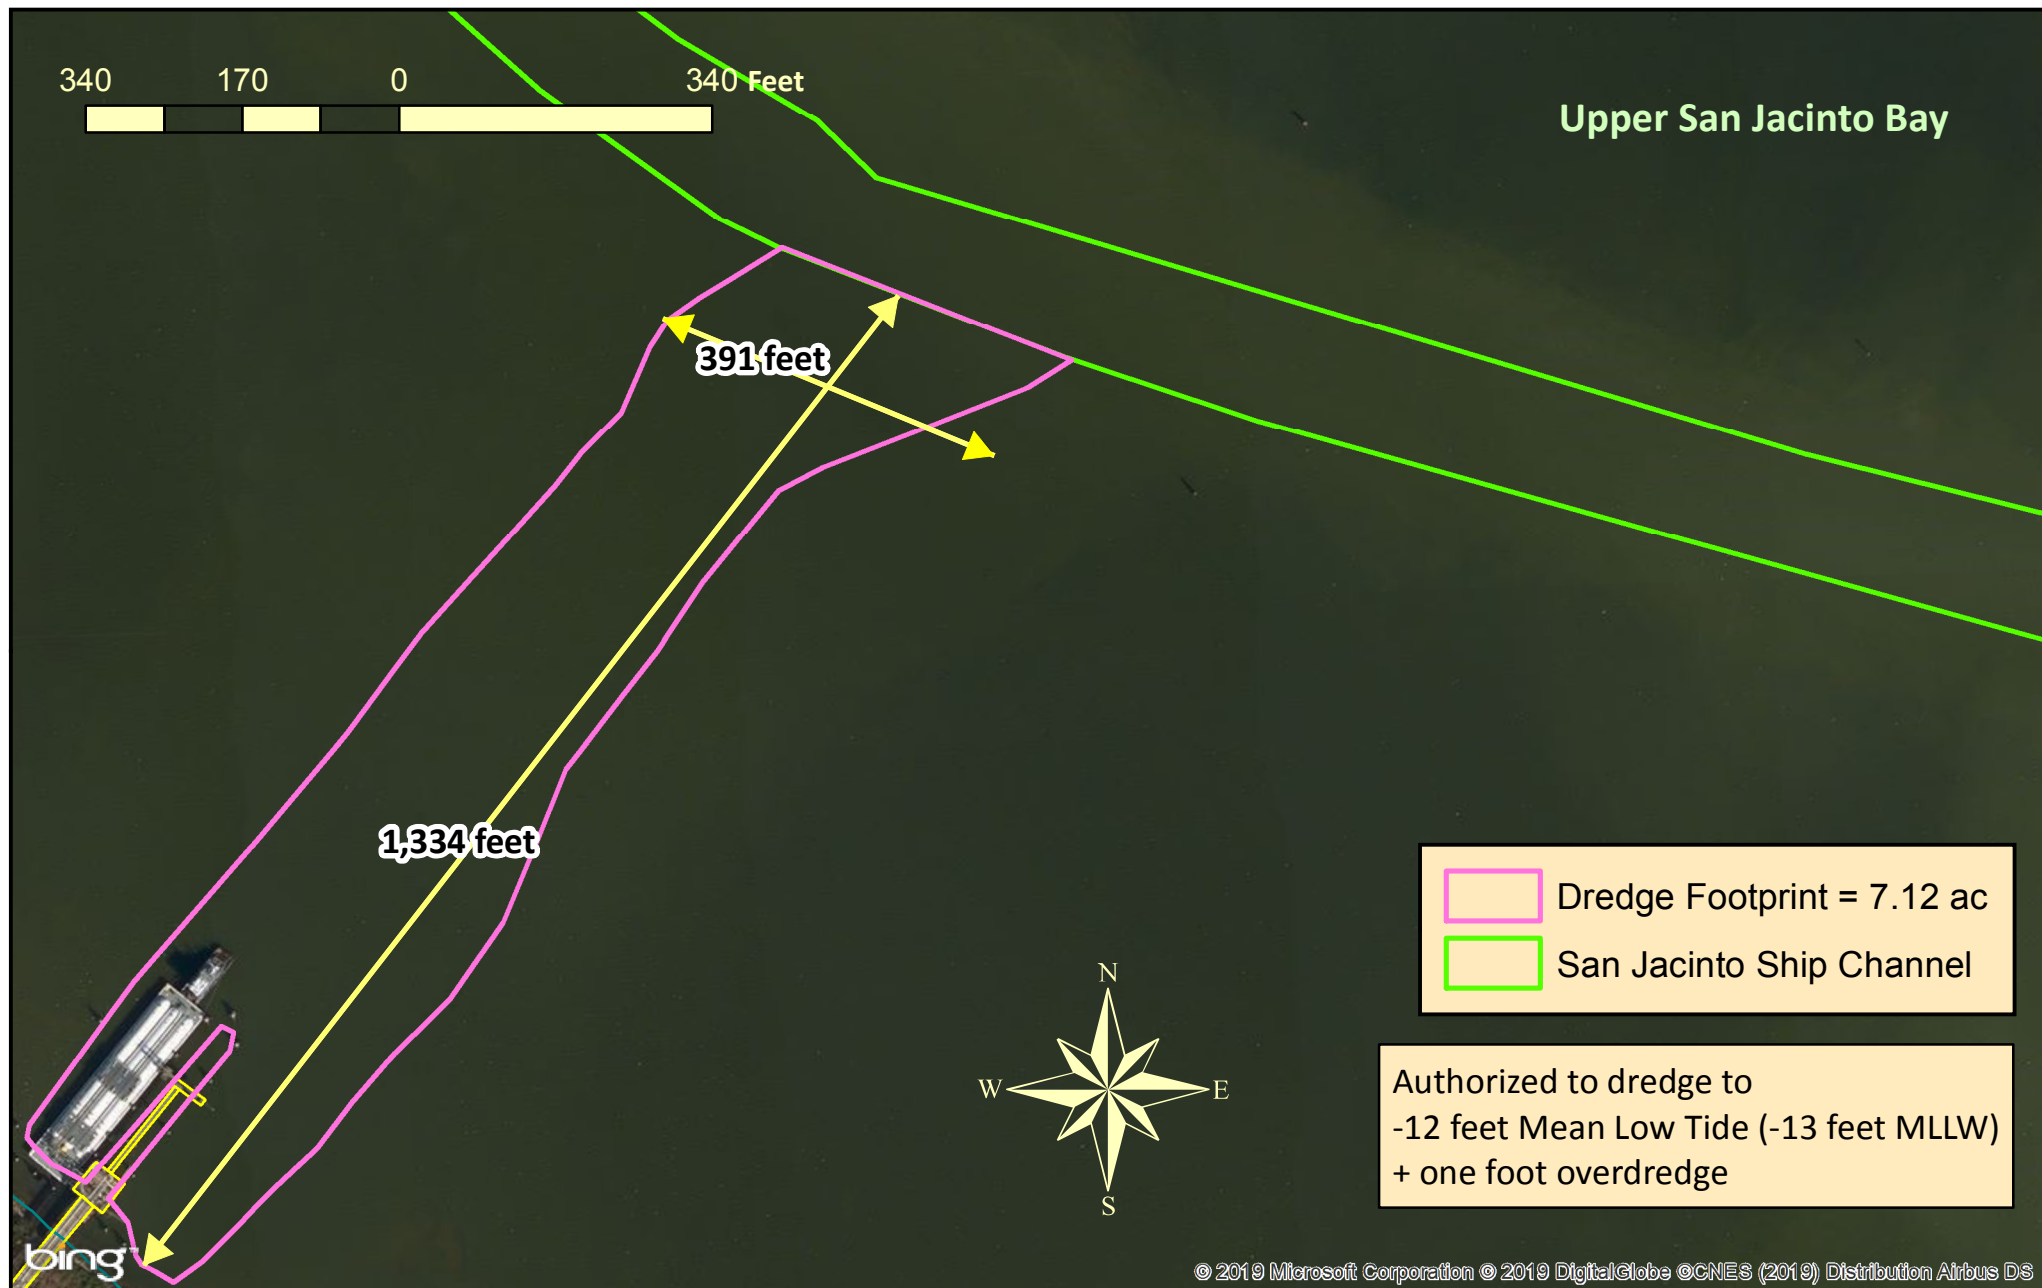 340 170 0 340 Feet
Upper San Jacinto Bay
391 feet
1,334 feet
Dredge Footprint = 7.12 ac
San Jacinto Ship Channel
N
W E
S
Authorized to dredge to
-12 feet Mean Low Tide (-13 feet MLLW)
+ one foot overdredge
bing™
© 2019 Microsoft Corporation © 2019 DigitalGlobe ©CNES (2019) Distribution Airbus DS